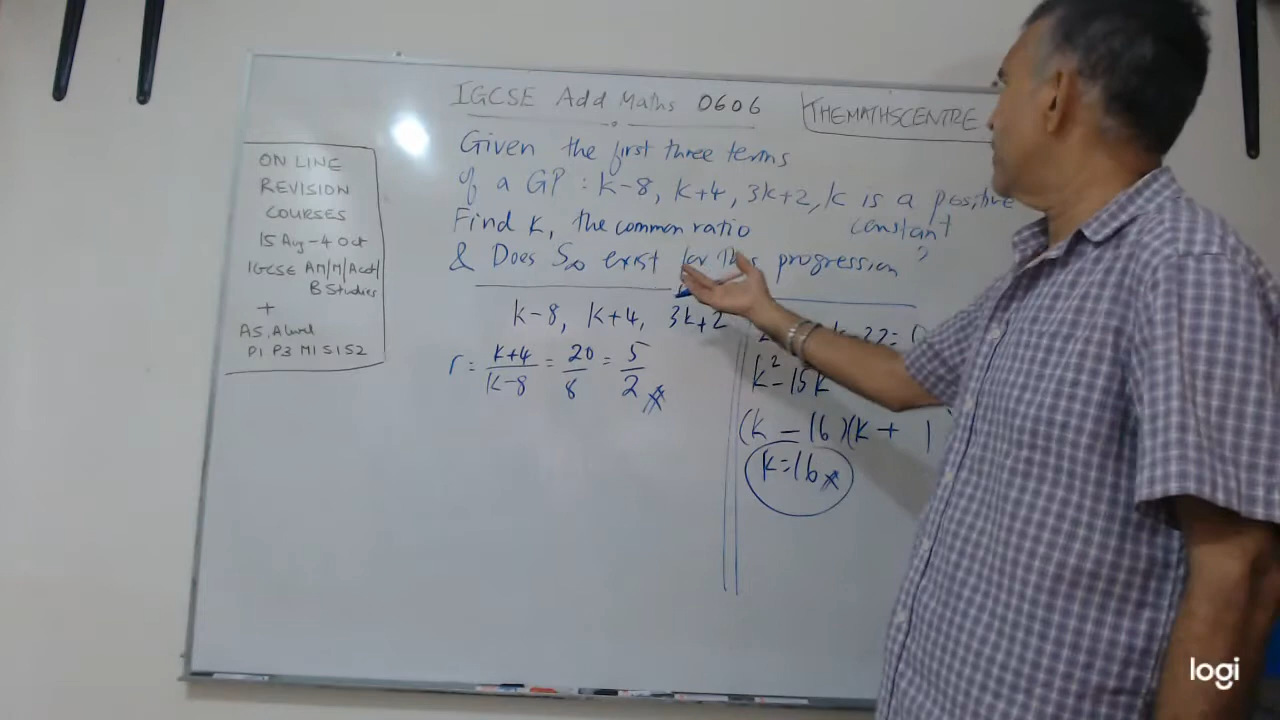 IGCSE Add Maths 0606
THEMATHSCENTRE
Given the first three terms
of a GP : k-8, k+4, 3k+2, k is a positive
constant
Find k, the common ratio
& Does S∞ exist for this progression ?
k-8, k+4, 3k+2
r = k+4/k-8 = 20/8 = 5/2
k² - 15k
(k - 16)(k + 1
k=16
ON LINE
REVISION
COURSES
15 Aug - 4 Oct
IGCSE AM/M/Acct/
B Studies
+
AS, A level
P1 P3 M1 S1 S2
logi